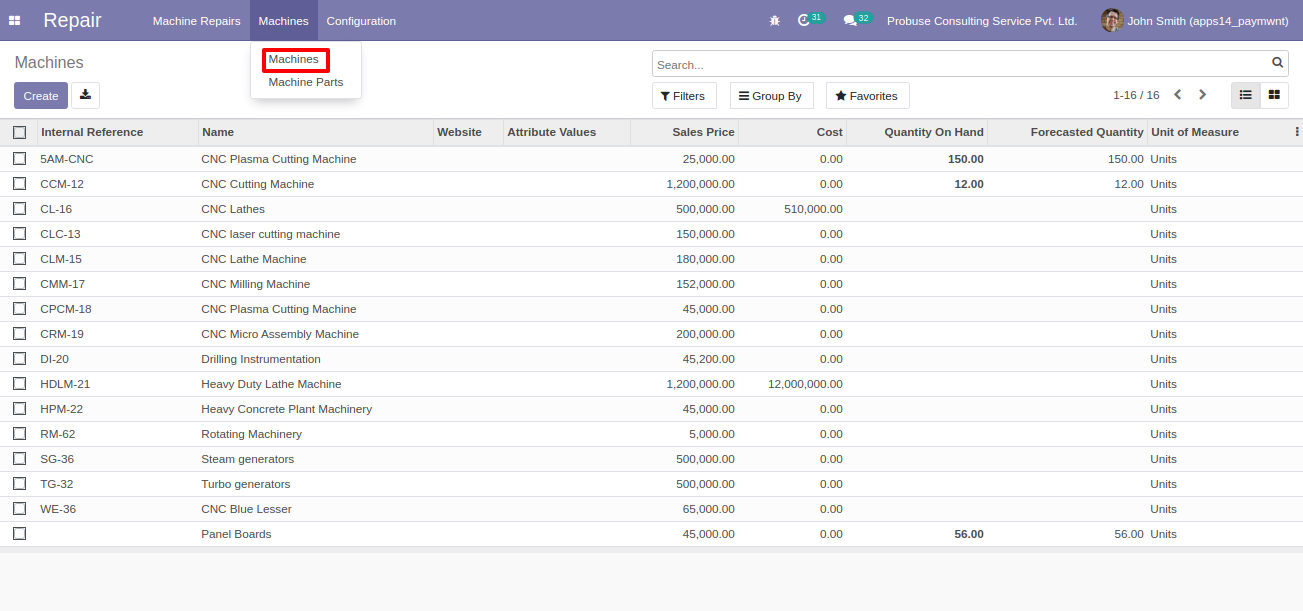 Repair Machine Repairs Machines Configuration 31 32 Probuse Consulting Service Pvt. Ltd. John Smith (apps14_paymwnt)
Machines
Machine Parts
Machines
Search...
Create Filters Group By Favorites 1-16 / 16
Internal Reference Name Website Attribute Values Sales Price Cost Quantity On Hand Forecasted Quantity Unit of Measure
5AM-CNC CNC Plasma Cutting Machine 25,000.00 0.00 150.00 150.00 Units
CCM-12 CNC Cutting Machine 1,200,000.00 0.00 12.00 12.00 Units
CL-16 CNC Lathes 500,000.00 510,000.00 Units
CLC-13 CNC laser cutting machine 150,000.00 0.00 Units
CLM-15 CNC Lathe Machine 180,000.00 0.00 Units
CMM-17 CNC Milling Machine 152,000.00 0.00 Units
CPCM-18 CNC Plasma Cutting Machine 45,000.00 0.00 Units
CRM-19 CNC Micro Assembly Machine 200,000.00 0.00 Units
DI-20 Drilling Instrumentation 45,200.00 0.00 Units
HDLM-21 Heavy Duty Lathe Machine 1,200,000.00 12,000,000.00 Units
HPM-22 Heavy Concrete Plant Machinery 45,000.00 0.00 Units
RM-62 Rotating Machinery 5,000.00 0.00 Units
SG-36 Steam generators 500,000.00 0.00 Units
TG-32 Turbo generators 500,000.00 0.00 Units
WE-36 CNC Blue Lesser 65,000.00 0.00 Units
Panel Boards 45,000.00 0.00 56.00 56.00 Units